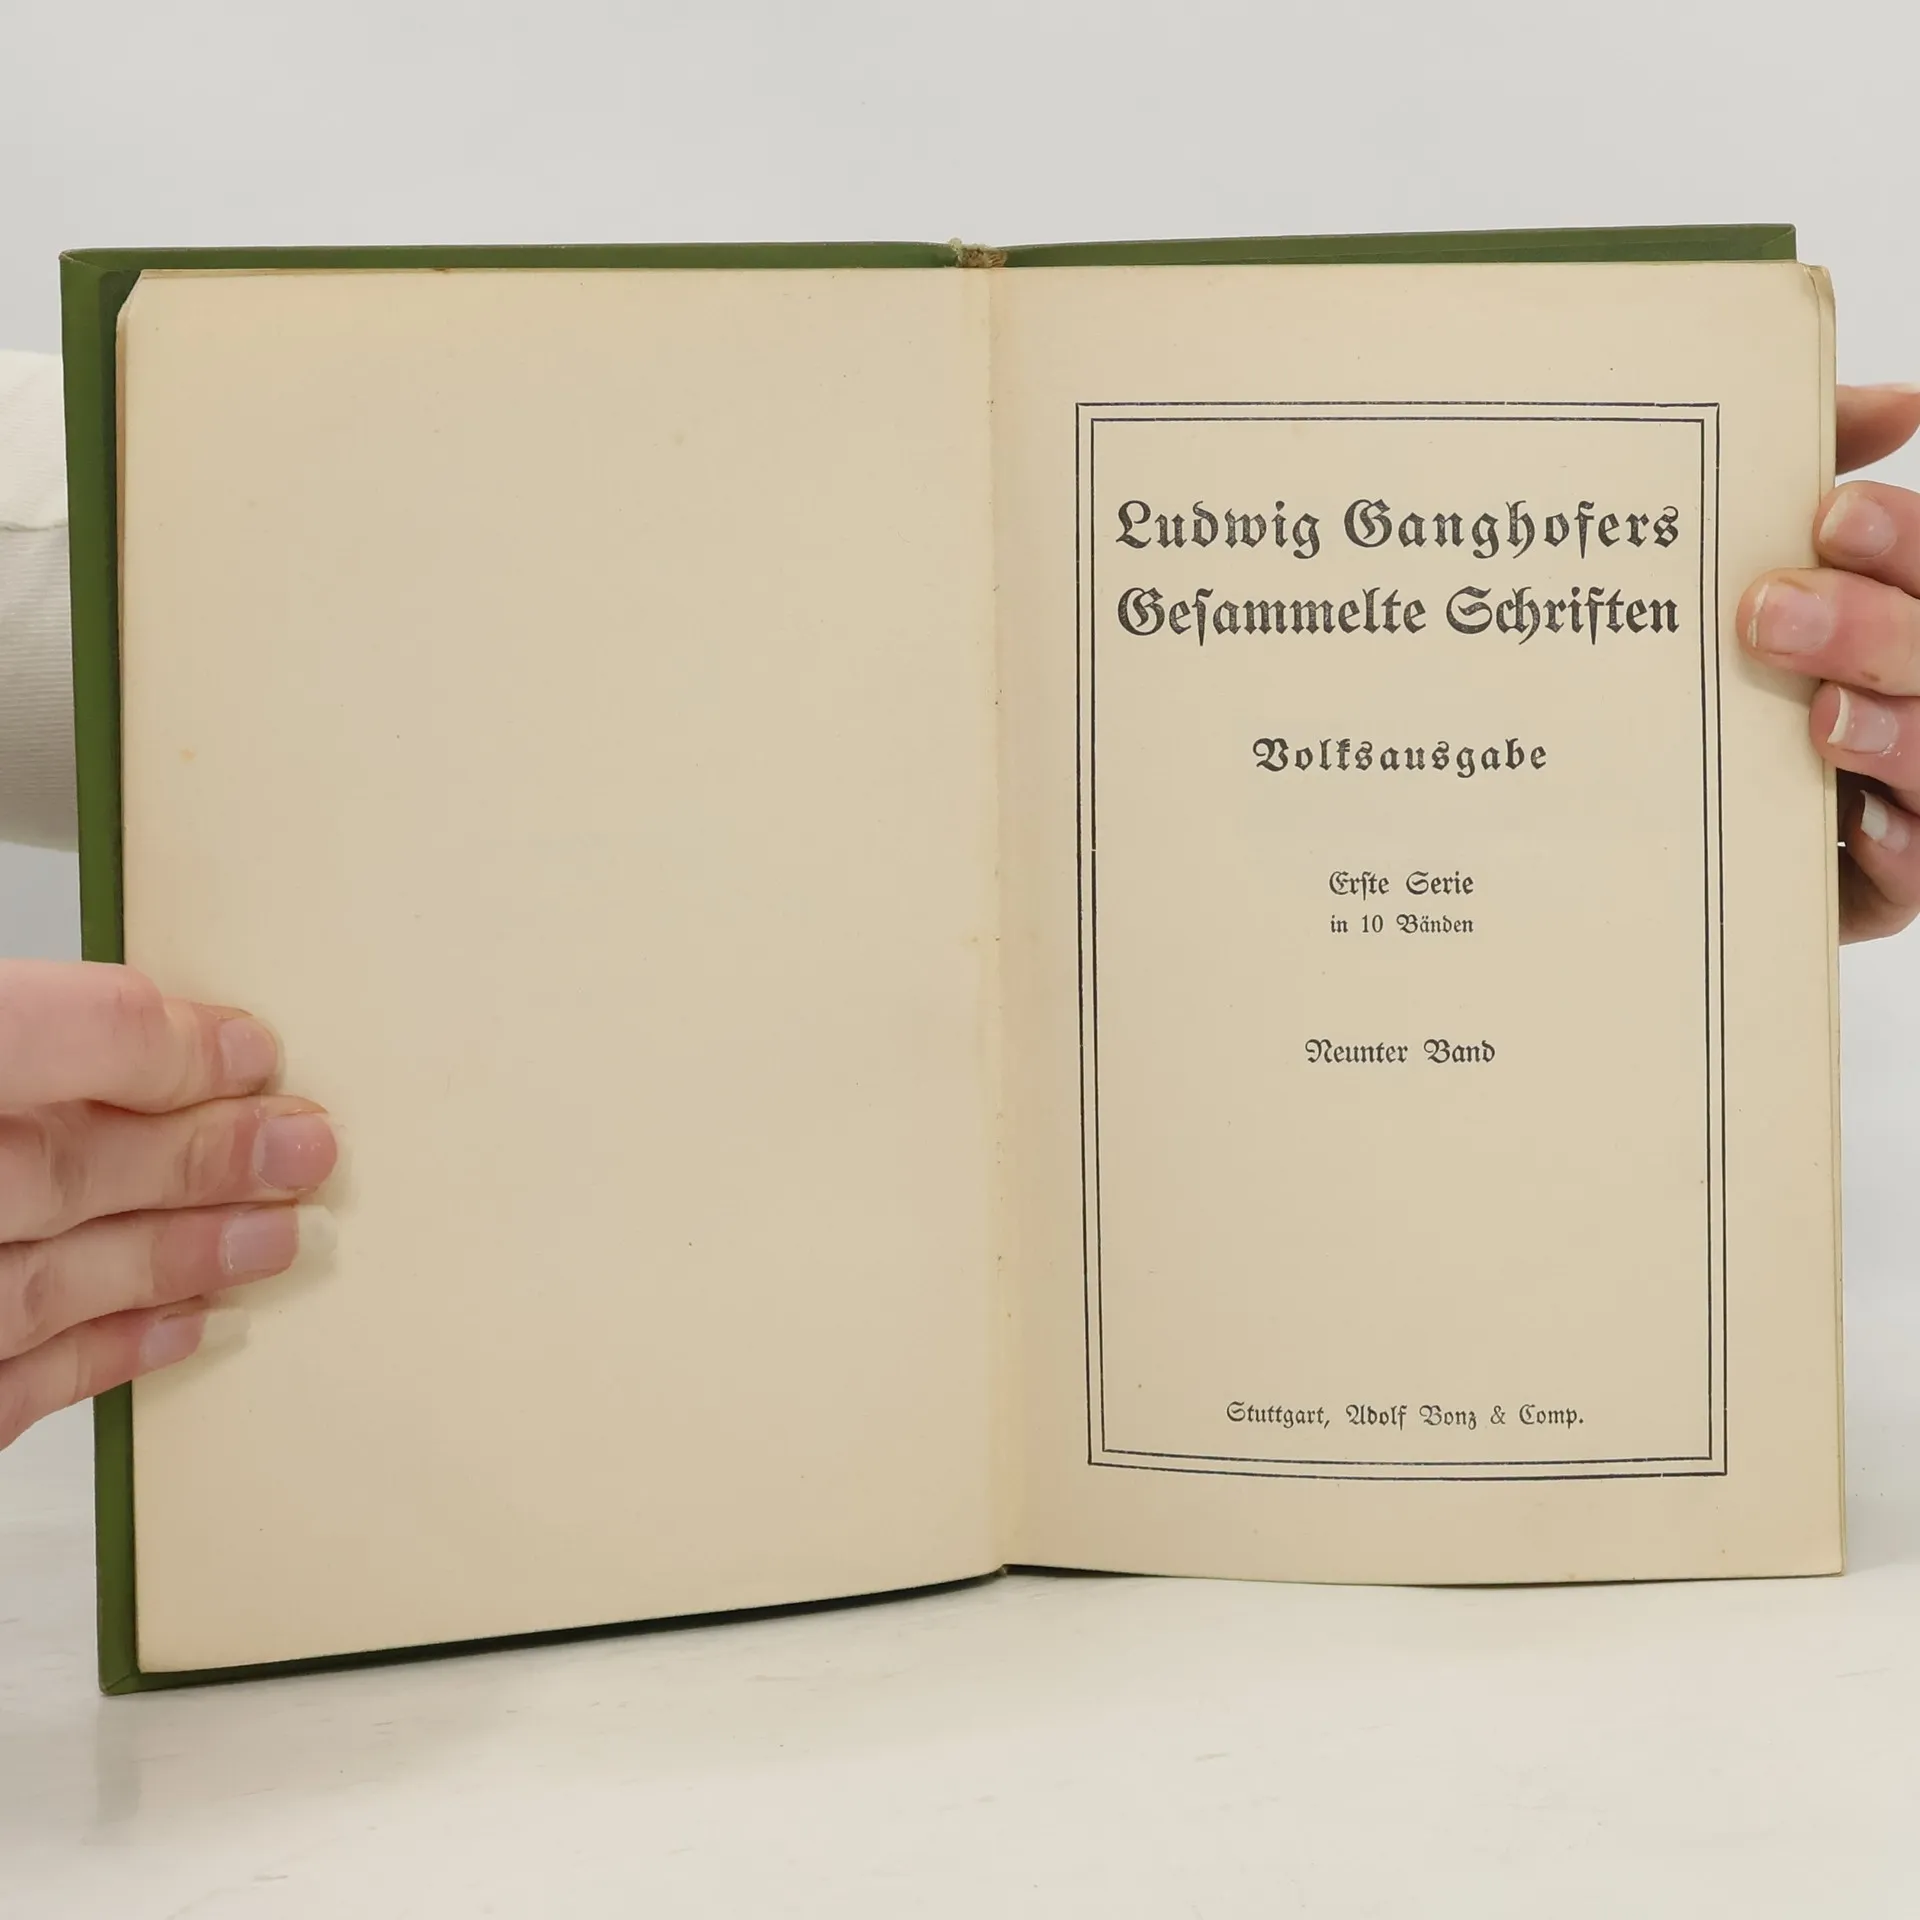 Ludwig Ganghofers
Geſammelte Schriften
Volksausgabe
Erſte Serie
in 10 Bänden
Neunter Band
Stuttgart, Adolf Bonz & Comp.